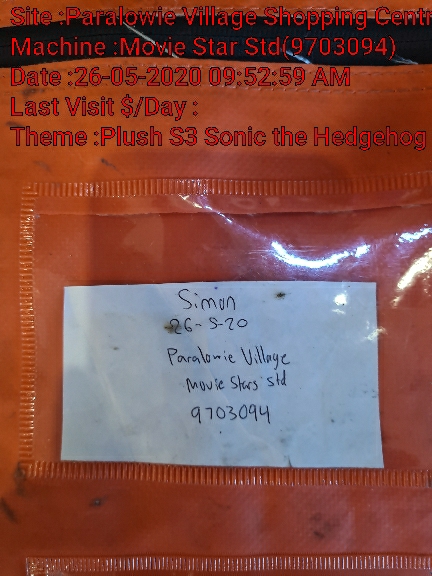 Site :Paralowie Village Shopping Centr
Machine :Movie Star Std(9703094)
Date :26-05-2020 09:52:59 AM
Last Visit $/Day :
Theme :Plush S3 Sonic the Hedgehog
Simon
26-5-20
Paralowie Village
Movie Stars std
9703094